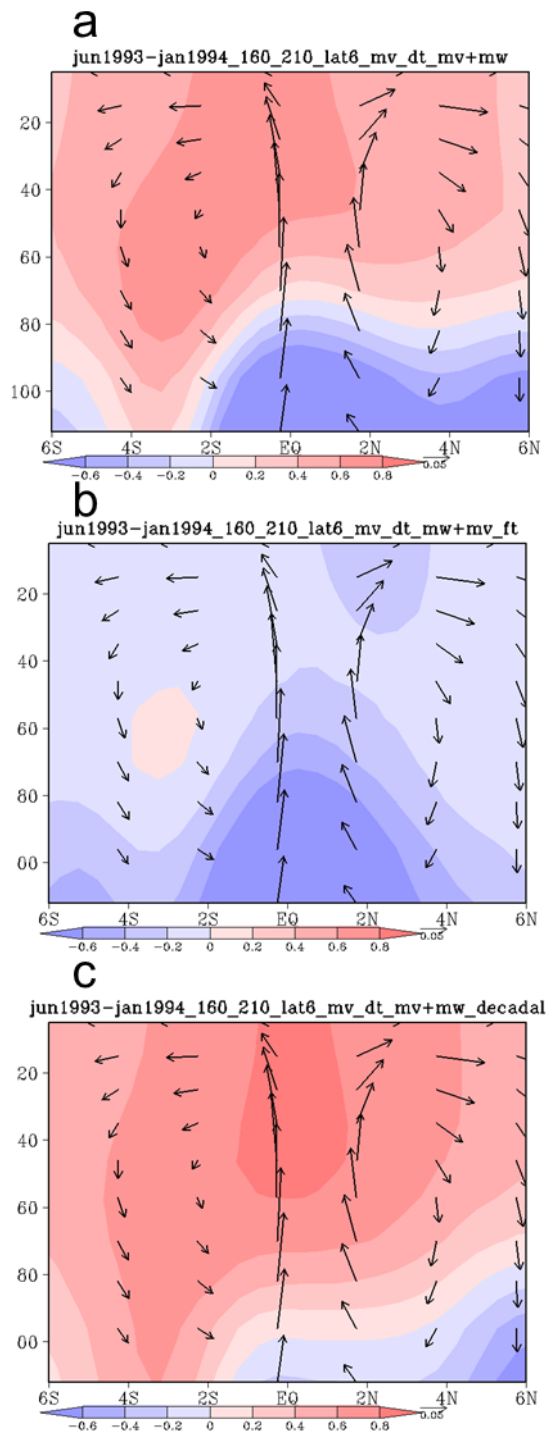 a
jun1993-jan1994_160_210_lat6_mv_dt_mv+mw
20
40
60
80
100
6S 4S 2S EQ 2N 4N 6N
-0.6 -0.4 -0.2 0 0.2 0.4 0.6 0.8 0.05
b
jun1993-jan1994_160_210_lat6_mv_dt_mw+mv_ft
20
40
60
80
00
6S 4S 2S EQ 2N 4N 6N
-0.6 -0.4 -0.2 0 0.2 0.4 0.6 0.8 0.05
c
jun1993-jan1994_160_210_lat6_mv_dt_mv+mw_decadal
20
40
60
80
00
6S 4S 2S EQ 2N 4N 6N
-0.6 -0.4 -0.2 0 0.2 0.4 0.6 0.8 0.05